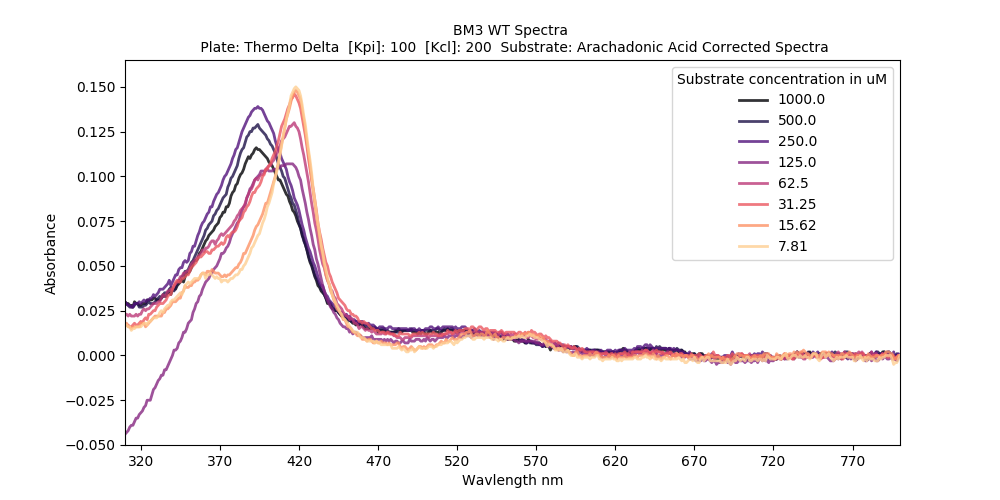 BM3 WT Spectra
Plate: Thermo Delta [Kpi]: 100 [Kcl]: 200 Substrate: Arachadonic Acid Corrected Spectra
Substrate concentration in uM
1000.0
500.0
250.0
125.0
62.5
31.25
15.62
7.81
Absorbance
0.150
0.125
0.100
0.075
0.050
0.025
0.000
−0.025
−0.050
320 370 420 470 520 570 620 670 720 770
Wavlength nm